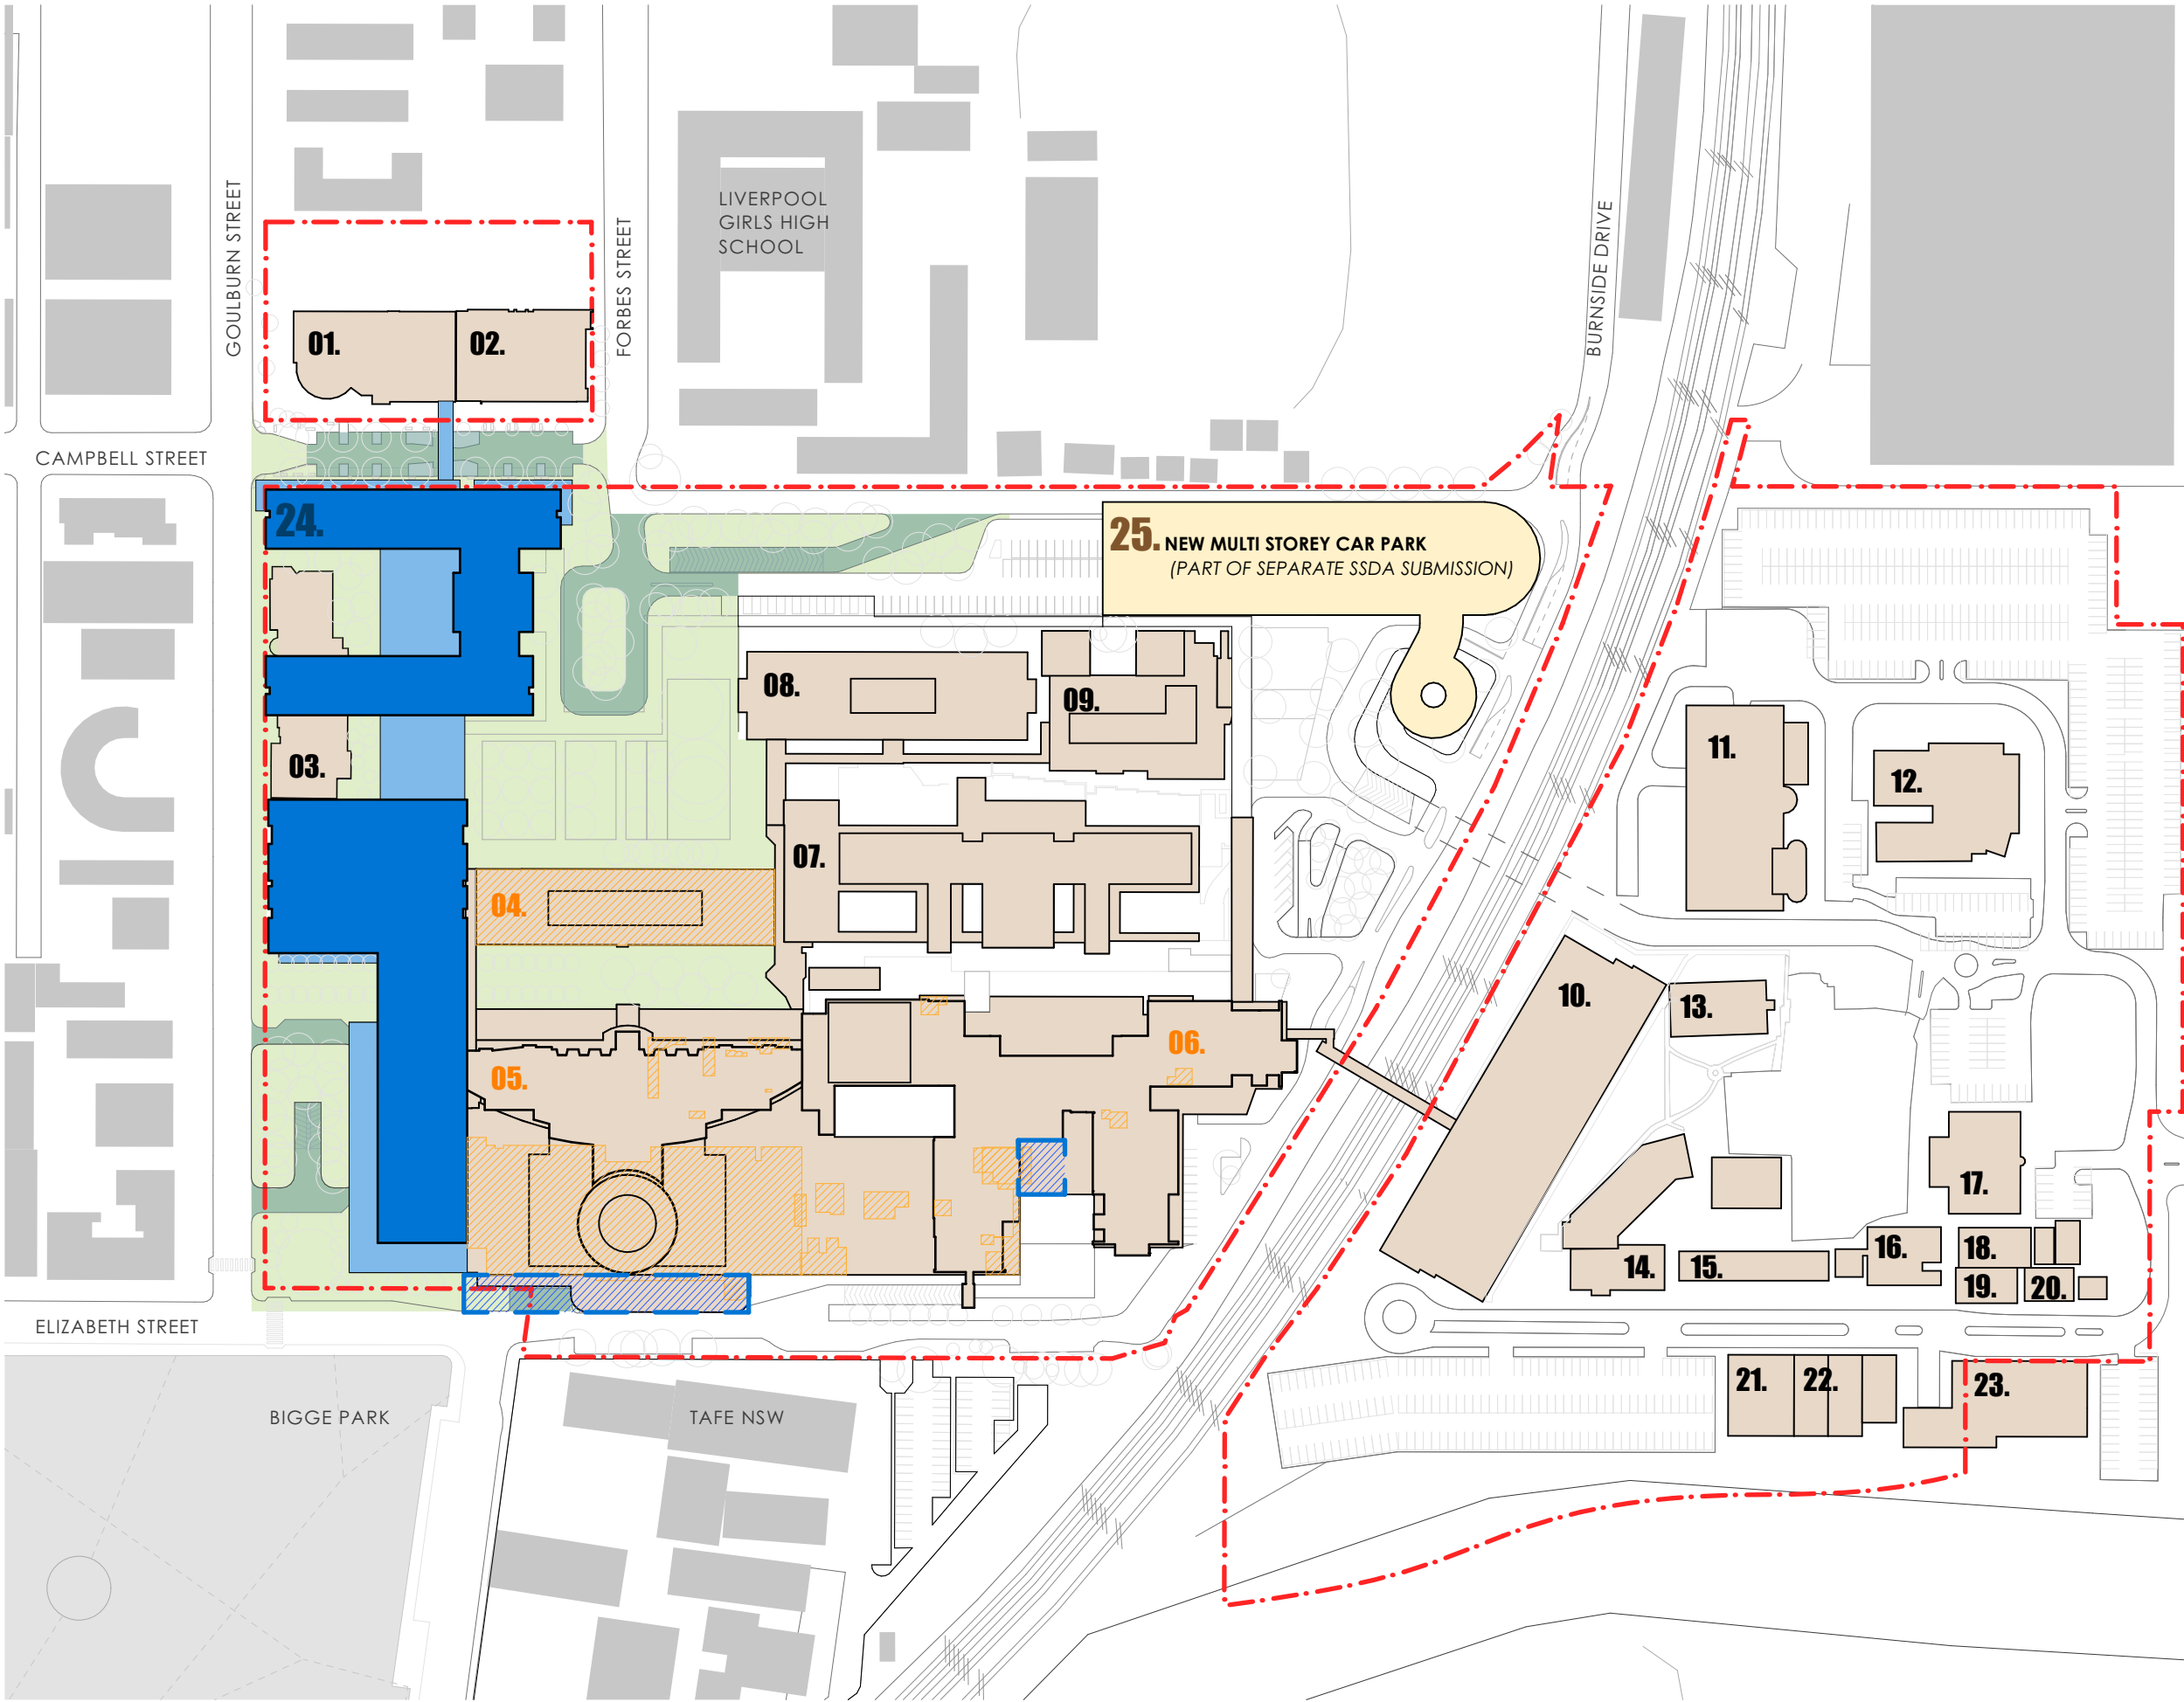 LIVERPOOL
GIRLS HIGH
SCHOOL
GOULBURN STREET
FORBES STREET
BURNSIDE DRIVE
01.
02.
CAMPBELL STREET
24.
25. NEW MULTI STOREY CAR PARK
(PART OF SEPARATE SSDA SUBMISSION)
08.
09.
03.
11.
12.
07.
04.
10.
13.
06.
05.
17.
14.
15.
16.
18.
19.
20.
ELIZABETH STREET
21.
22.
23.
BIGGE PARK
TAFE NSW